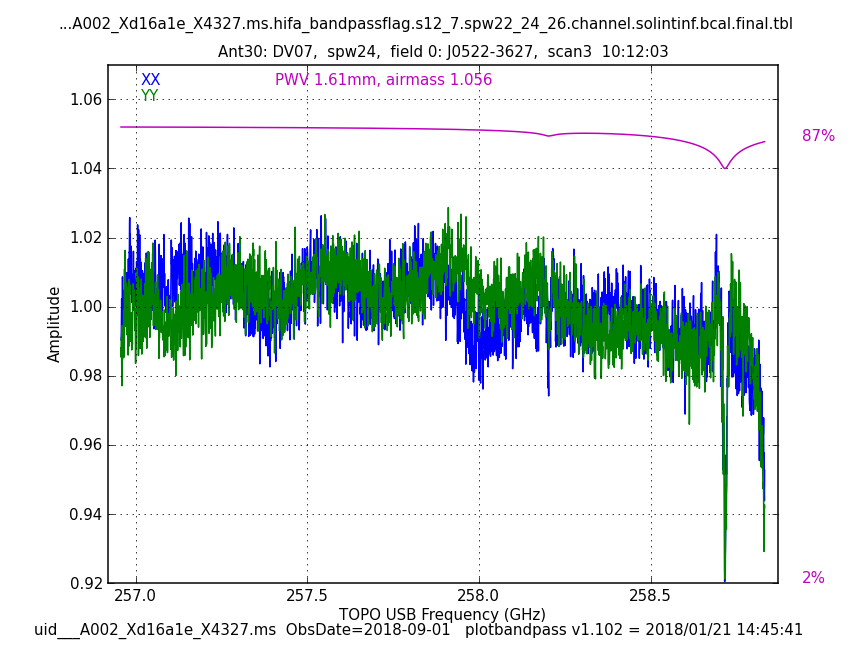 ...A002_Xd16a1e_X4327.ms.hifa_bandpassflag.s12_7.spw22_24_26.channel.solintinf.bcal.final.tbl
Ant30: DV07,  spw24,  field 0: J0522-3627,  scan3  10:12:03
XX
PWV 1.61mm, airmass 1.056
YY
1.06
87%
1.04
1.02
1.00
Amplitude
0.98
0.96
0.94
0.92
2%
257.0
257.5
258.0
258.5
TOPO USB Frequency (GHz)
uid___A002_Xd16a1e_X4327.ms  ObsDate=2018-09-01   plotbandpass v1.102 = 2018/01/21 14:45:41